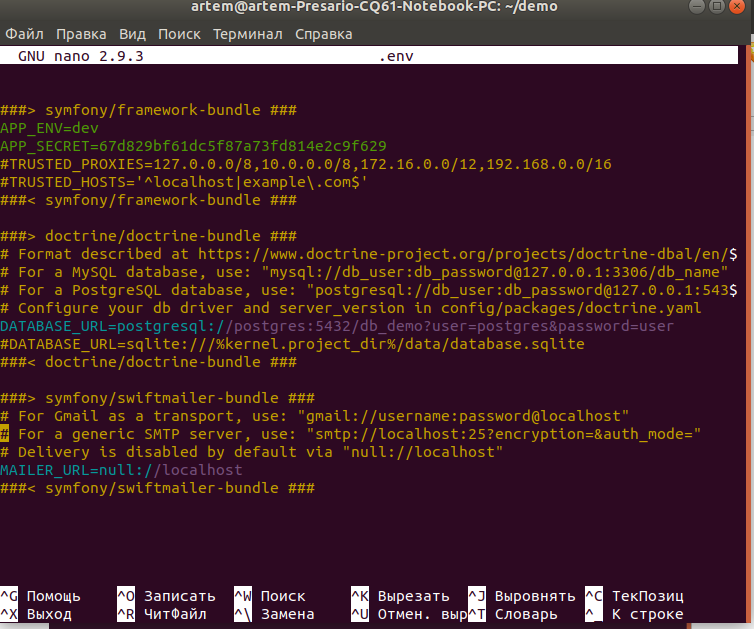 artem@artem-Presario-CQ61-Notebook-PC: ~/demo
Файл Правка Вид Поиск Терминал Справка
GNU nano 2.9.3 .env
###> symfony/framework-bundle ###
APP_ENV=dev
APP_SECRET=67d829bf61dc5f87a73fd814e2c9f629
#TRUSTED_PROXIES=127.0.0.0/8,10.0.0.0/8,172.16.0.0/12,192.168.0.0/16
#TRUSTED_HOSTS='^localhost|example\.com$'
###< symfony/framework-bundle ###
###> doctrine/doctrine-bundle ###
# Format described at https://www.doctrine-project.org/projects/doctrine-dbal/en/$
# For a MySQL database, use: "mysql://db_user:db_password@127.0.0.1:3306/db_name"
# For a PostgreSQL database, use: "postgresql://db_user:db_password@127.0.0.1:543$
# Configure your db driver and server_version in config/packages/doctrine.yaml
DATABASE_URL=postgresql://postgres:5432/db_demo?user=postgres&password=user
#DATABASE_URL=sqlite:///%kernel.project_dir%/data/database.sqlite
###< doctrine/doctrine-bundle ###
###> symfony/swiftmailer-bundle ###
# For Gmail as a transport, use: "gmail://username:password@localhost"
# For a generic SMTP server, use: "smtp://localhost:25?encryption=&auth_mode="
# Delivery is disabled by default via "null://localhost"
MAILER_URL=null://localhost
###< symfony/swiftmailer-bundle ###
^G Помощь ^O Записать ^W Поиск ^K Вырезать ^J Выровнять ^C ТекПозиц
^X Выход ^R ЧитФайл ^\ Замена ^U Отмен. выр^T Словарь ^_ К строке